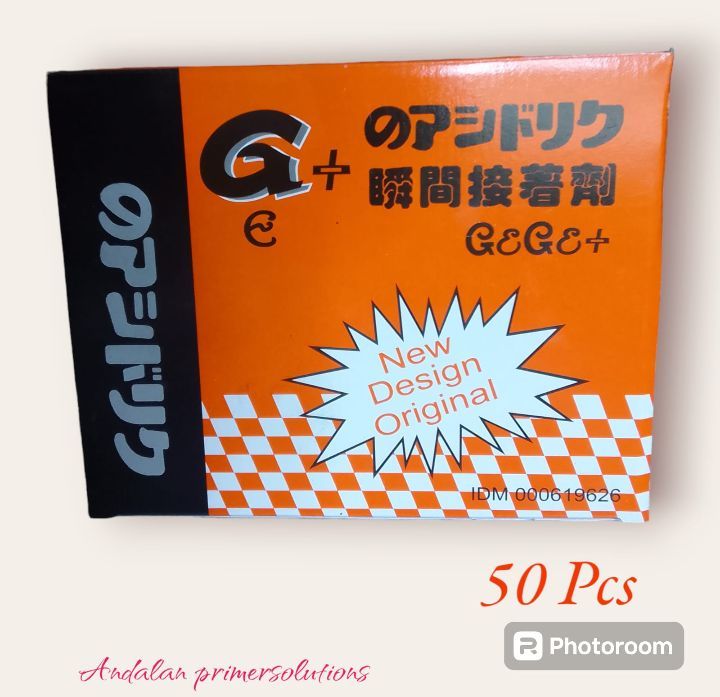 のアシドリク
G+
ε
のアシドリク
瞬間接着劑
GεGε+
New
Design
Original
IDM 000619626
50 Pcs
Photoroom
Andalan primersolutions